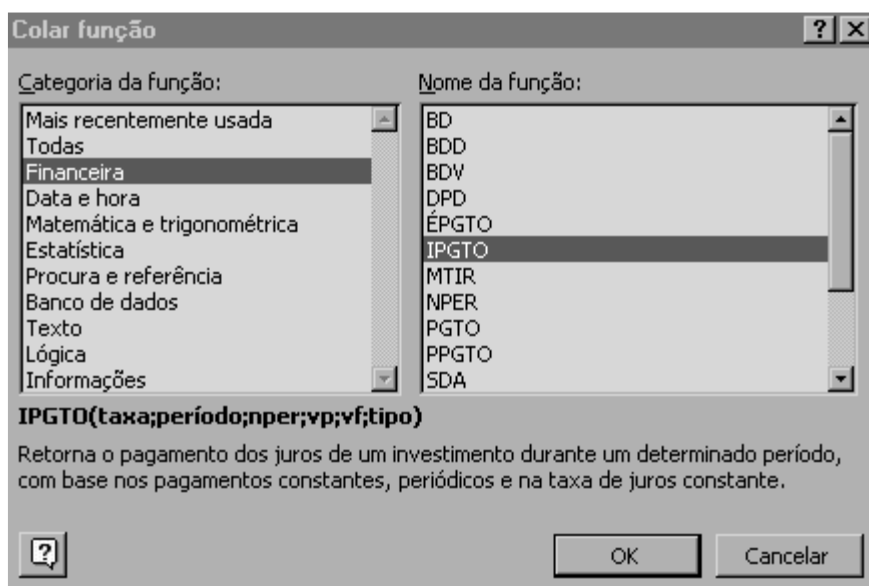 Colar função
Categoria da função:
Mais recentemente usada
Todas
Financeira
Data e hora
Matemática e trigonométrica
Estatística
Procura e referência
Banco de dados
Texto
Lógica
Informações
Nome da função:
BD
BDD
BDV
DPD
ÉPGTO
IPGTO
MTIR
NPER
PGTO
PPGTO
SDA
IPGTO(taxa;período;nper;vp;vf;tipo)
Retorna o pagamento dos juros de um investimento durante um determinado período,
com base nos pagamentos constantes, periódicos e na taxa de juros constante.
OK
Cancelar